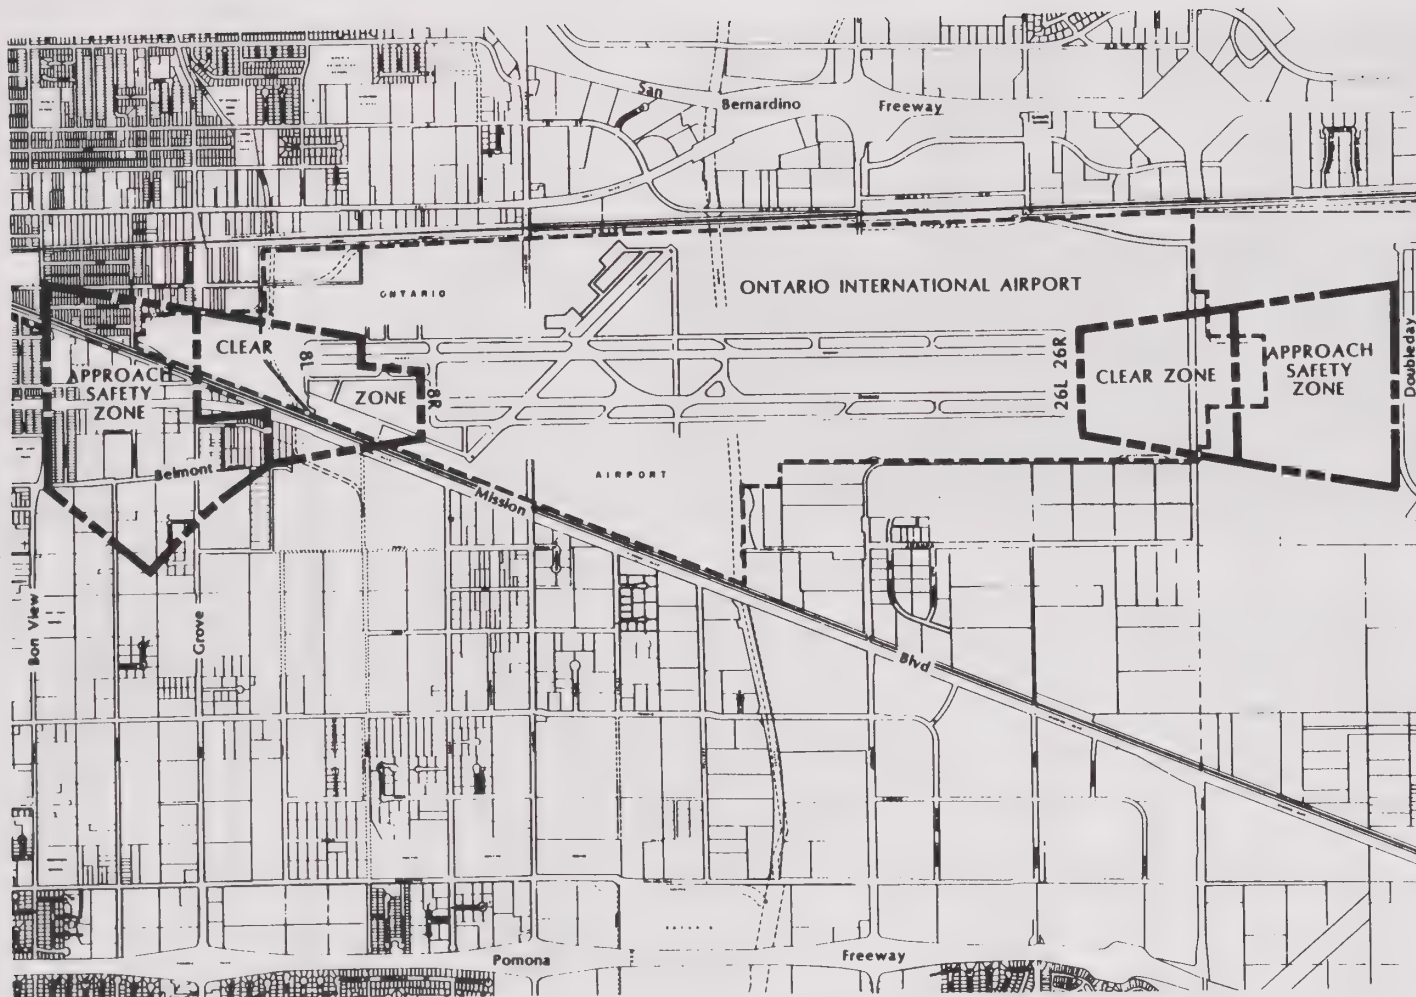 San
Bernardino
Freeway
ONTARIO
ONTARIO INTERNATIONAL AIRPORT
CLEAR
ZONE
8L
8R
26R
26L
CLEAR ZONE
APPROACH
SAFETY
ZONE
Doubleday
APPROACH
SAFETY
ZONE
Belmont
AIRPORT
Mission
Blvd
Bon View
Grove
Pomona
Freeway